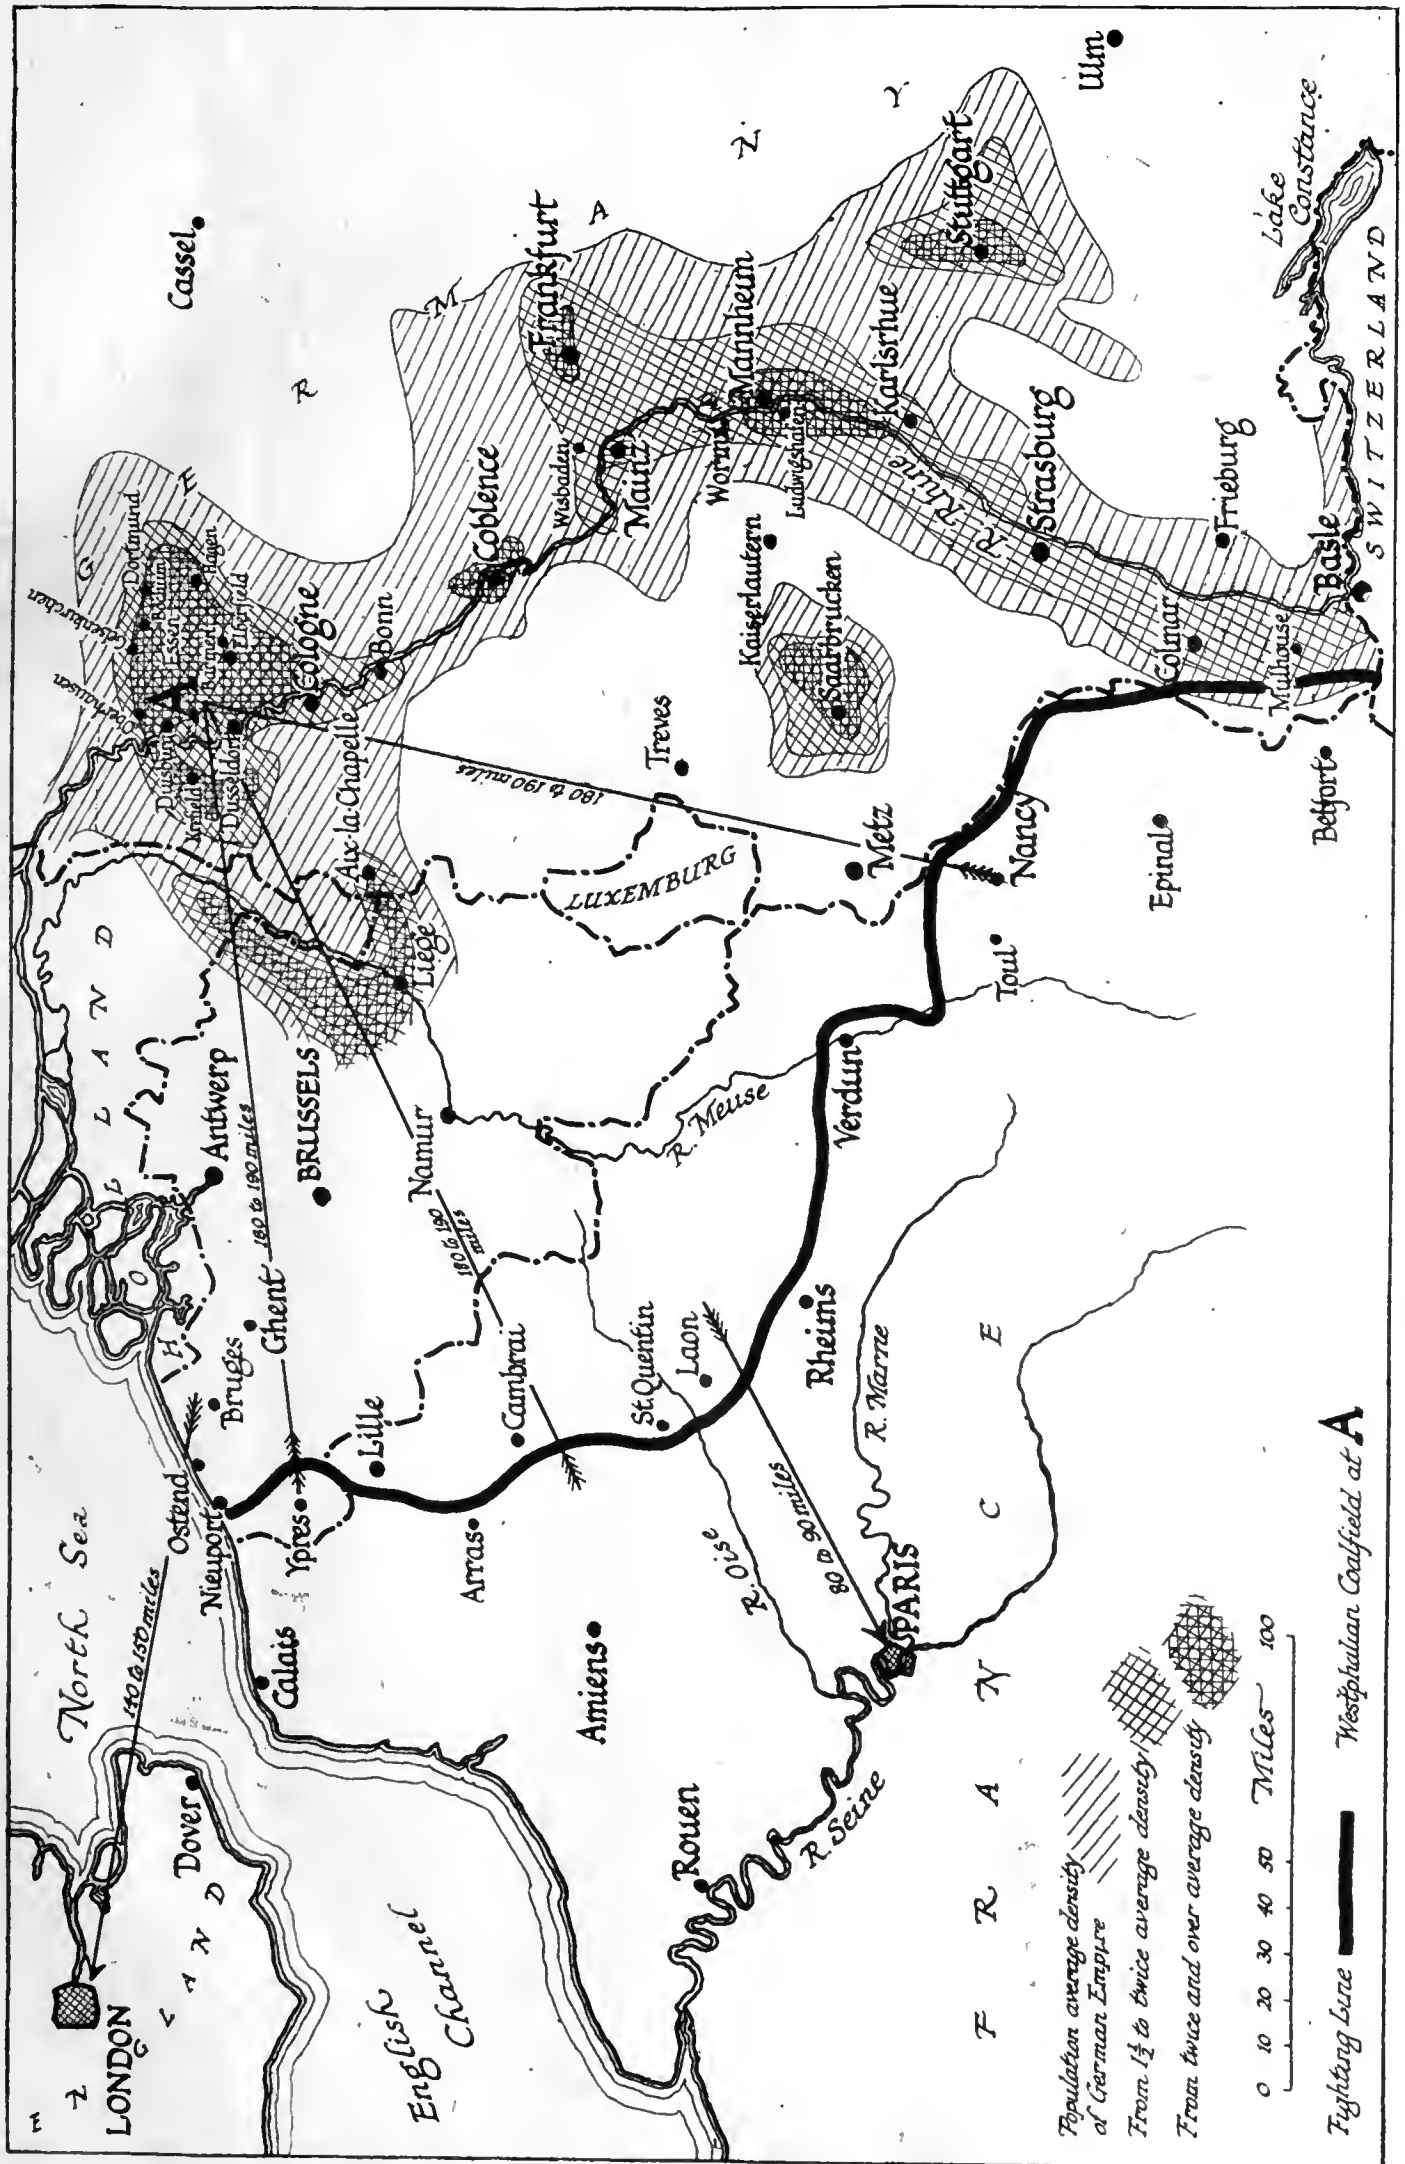 North Sea
LONDON
ENGLAND
Dover
English
Channel
140 to 150 miles
Calais
Nieuport
Ostend
Bruges
Ghent
Ypres
Lille
Arras
Cambrai
Amiens
Rouen
R. Seine
PARIS
R. Oise
80 to 90 miles
St. Quentin
Laon
Rheims
R. Marne
FRANCE
HOLLAND
Antwerp
BRUSSELS
180 to 190 miles
Namur
180 to 190
miles
Liège
R. Meuse
Verdun
Toul
Nancy
Metz
Epinal
Belfort
LUXEMBURG
Treves
180 to 190 miles
Aix-la-Chapelle
GERMANY
Oberhausen
Gelsenkirchen
Dortmund
Bochum
Essen
Hagen
Barmen
Elberfeld
A
Duisburg
Dusseldorf
Cologne
Bonn
Coblence
Cassel
Frankfurt
Wisbaden
Mainz
Worms
Mannheim
Ludwigshafen
Karlsrhue
Stuttgart
Ulm
Kaiserlautern
Saarbrucken
R. Rhine
Strasburg
Frieburg
Colmar
Mulhouse
Basle
Lake
Constance
SWITZERLAND
Population average density
of German Empire
From 1½ to twice average density
From twice and over average density
0 10 20 30 40 50 Miles 100
Fighting Line
Westphalian Coalfield at A